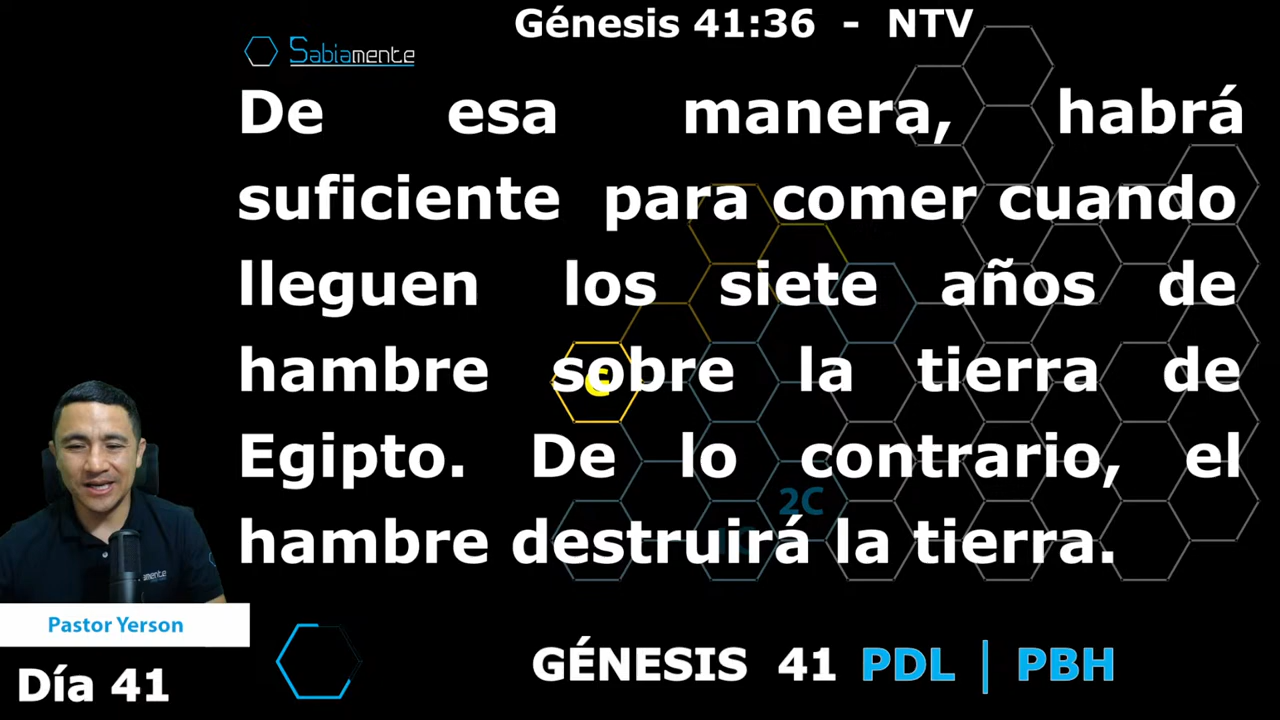 Génesis 41:36 - NTV
Sabiamente
De esa manera, habrá
suficiente para comer cuando
lleguen los siete años de
hambre sobre la tierra de
Egipto. De lo contrario, el
hambre destruirá la tierra.
C
2C
amente
Pastor Yerson
Día 41
GÉNESIS 41 PDL | PBH